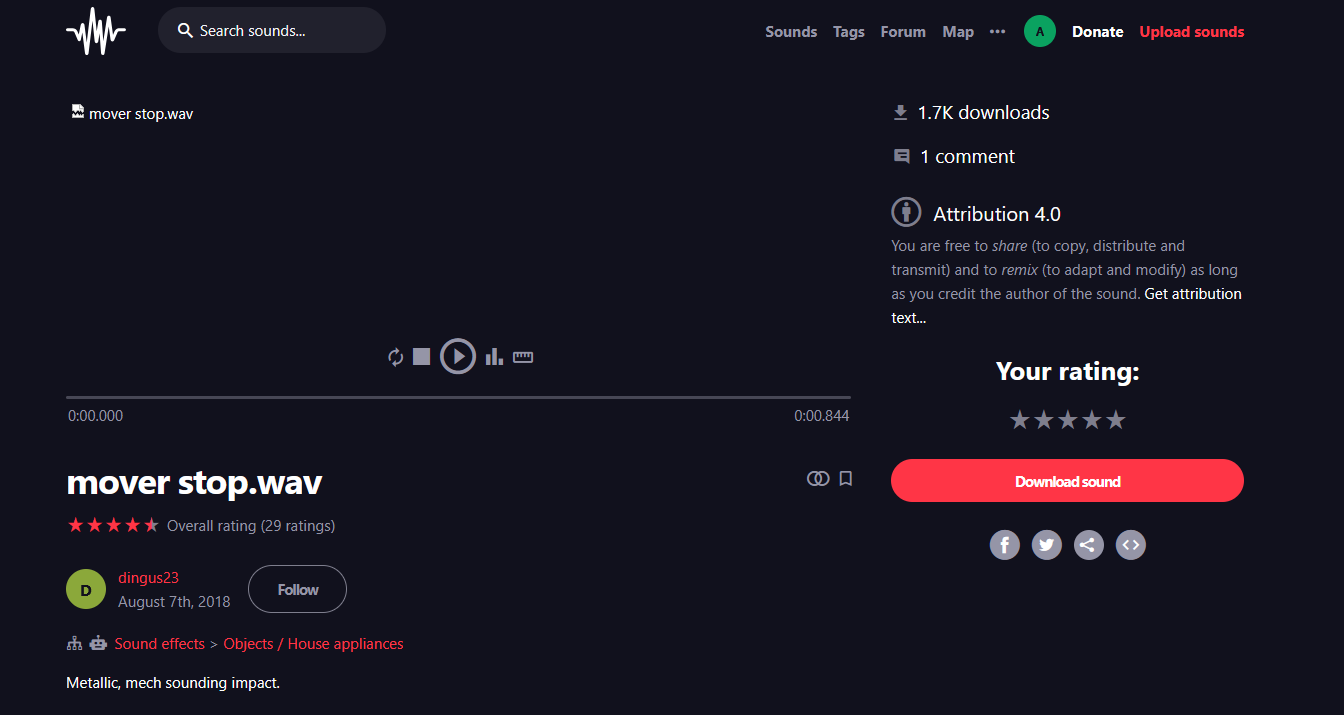 Search sounds...
Sounds Tags Forum Map ••• A Donate Upload sounds
mover stop.wav
1.7K downloads
1 comment
Attribution 4.0
You are free to share (to copy, distribute and
transmit) and to remix (to adapt and modify) as long
as you credit the author of the sound. Get attribution
text...
0:00.000 0:00.844
Your rating:
Download sound
mover stop.wav
Overall rating (29 ratings)
D
dingus23
August 7th, 2018
Follow
Sound effects > Objects / House appliances
Metallic, mech sounding impact.